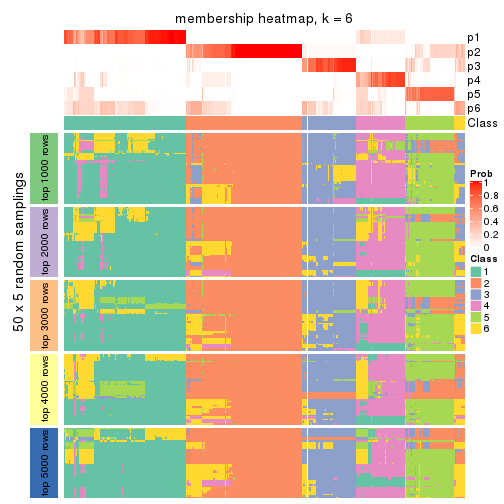 membership heatmap, k = 6
p1
p2
p3
p4
p5
p6
Class
50 x 5 random samplings
top 1000 rows
top 2000 rows
top 3000 rows
top 4000 rows
top 5000 rows
Prob
1
0.8
0.6
0.4
0.2
0
Class
1
2
3
4
5
6